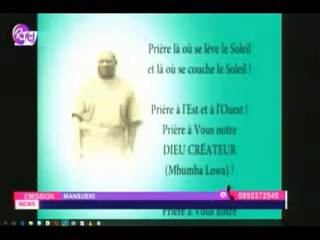 Prière là où se lève le Soleil
et là où se couche le Soleil !
Prière à l'Est et à l'Ouest !
Prière à Vous notre
DIEU CRÉATEUR
(Mbumba Lowa) !
EMISSION MANSUEKI 0895372549
NEWS
Prière à Vous notre